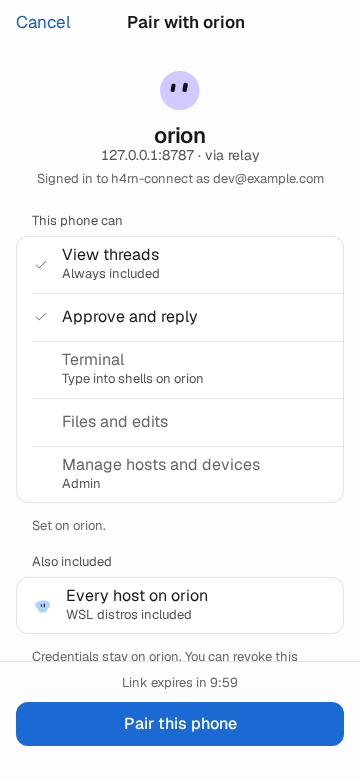 Cancel
Pair with orion
orion
127.0.0.1:8787 · via relay
Signed in to h4rn-connect as dev@example.com
This phone can
View threads
Always included
Approve and reply
Terminal
Type into shells on orion
Files and edits
Manage hosts and devices
Admin
Set on orion.
Also included
Every host on orion
WSL distros included
Credentials stay on orion. You can revoke this
Link expires in 9:59
Pair this phone